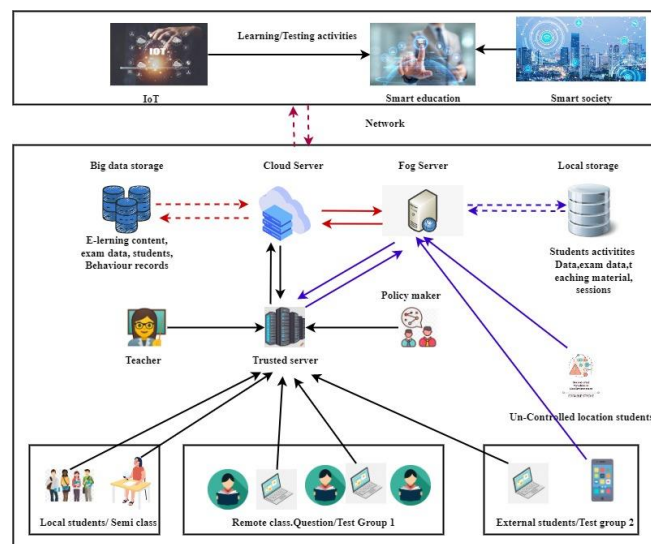 IOT
Learning/Testing activities
IoT
Smart education
Smart society
Network
Big data storage
Cloud Server
Fog Server
Local storage
E-lerning content,
exam data, students,
Behaviour records
Students activitites
Data,exam data,t
eaching material,
sessions
Policy maker
Teacher
Trusted server
Un-Controlled location students
Local students/ Semi class
Remote class.Question/Test Group 1
External students/Test group 2